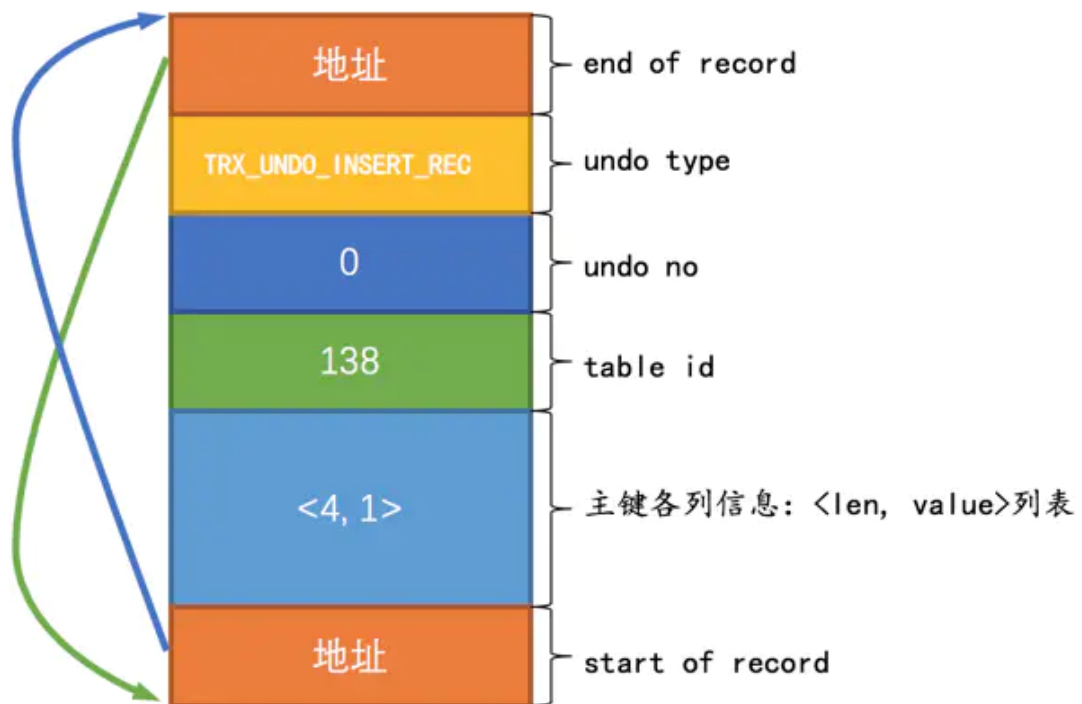 地址
end of record
TRX_UNDO_INSERT_REC
undo type
0
undo no
138
table id
<4, 1>
主键各列信息: <len, value>列表
地址
start of record